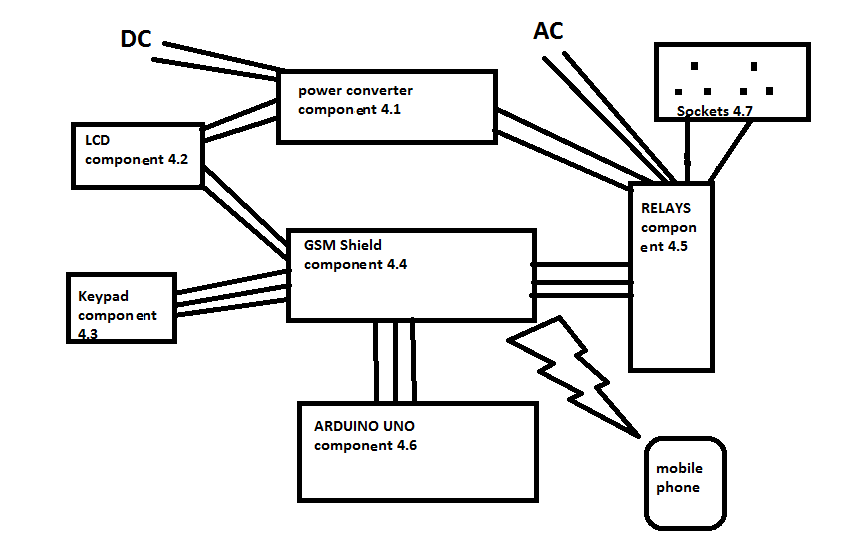 DC
AC
power converter
component 4.1
Sockets 4.7
LCD
component 4.2
RELAYS
compon
ent 4.5
GSM Shield
component 4.4
Keypad
component
4.3
ARDUINO UNO
component 4.6
mobile
phone